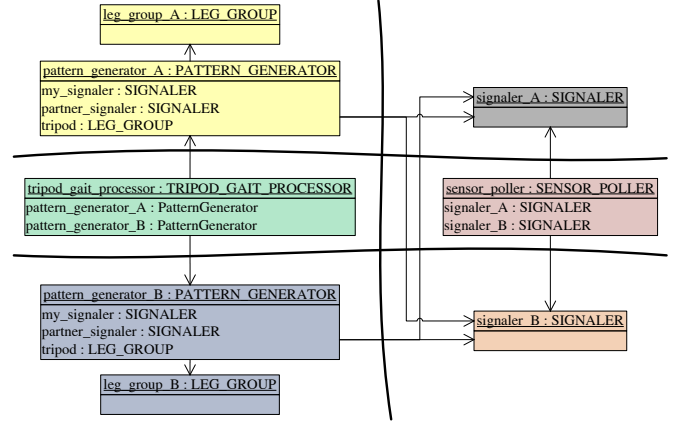 leg_group_A : LEG_GROUP
pattern_generator_A : PATTERN_GENERATOR
my_signaler : SIGNALER
partner_signaler : SIGNALER
tripod : LEG_GROUP
signaler_A : SIGNALER
tripod_gait_processor : TRIPOD_GAIT_PROCESSOR
pattern_generator_A : PatternGenerator
pattern_generator_B : PatternGenerator
sensor_poller : SENSOR_POLLER
signaler_A : SIGNALER
signaler_B : SIGNALER
pattern_generator_B : PATTERN_GENERATOR
my_signaler : SIGNALER
partner_signaler : SIGNALER
tripod : LEG_GROUP
signaler_B : SIGNALER
leg_group_B : LEG_GROUP